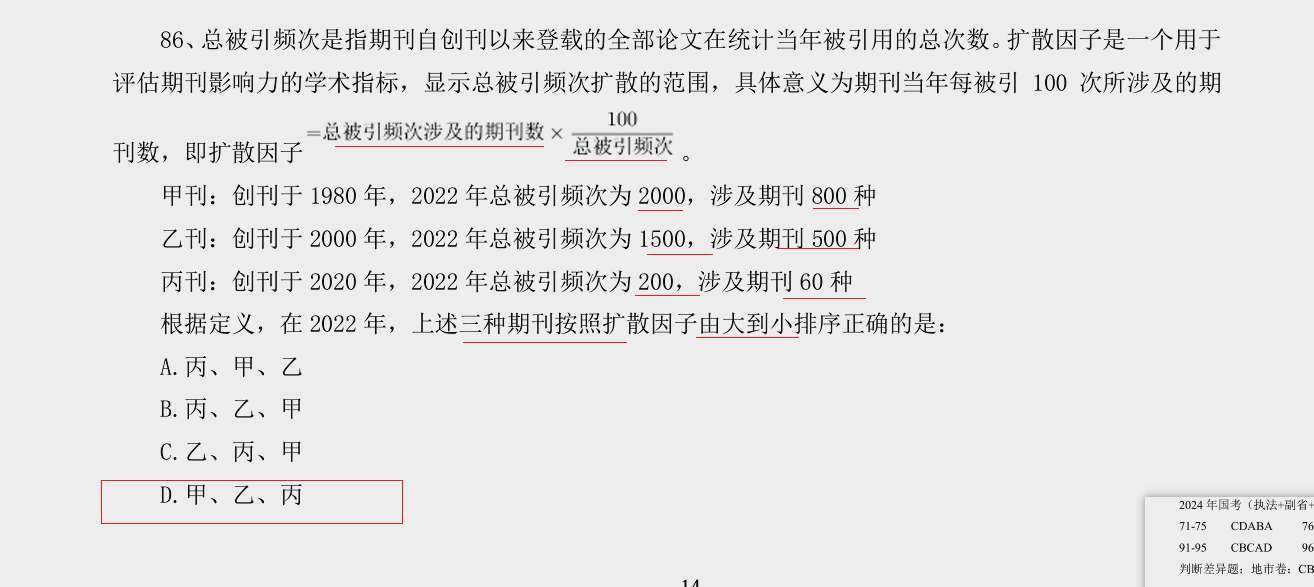 86、总被引频次是指期刊自创刊以来登载的全部论文在统计当年被引用的总次数。扩散因子是一个用于
评估期刊影响力的学术指标，显示总被引频次扩散的范围，具体意义为期刊当年每被引 100 次所涉及的期
刊数，即扩散因子=总被引频次涉及的期刊数×100/总被引频次。
甲刊：创刊于 1980 年，2022 年总被引频次为 2000，涉及期刊 800 种
乙刊：创刊于 2000 年，2022 年总被引频次为 1500，涉及期刊 500 种
丙刊：创刊于 2020 年，2022 年总被引频次为 200，涉及期刊 60 种
根据定义，在 2022 年，上述三种期刊按照扩散因子由大到小排序正确的是：
A.丙、甲、乙
B.丙、乙、甲
C.乙、丙、甲
D.甲、乙、丙
2024 年国考（执法+副省+
71-75 CDABA 76
91-95 CBCAD 96
判断差异题：地市卷：CB
14